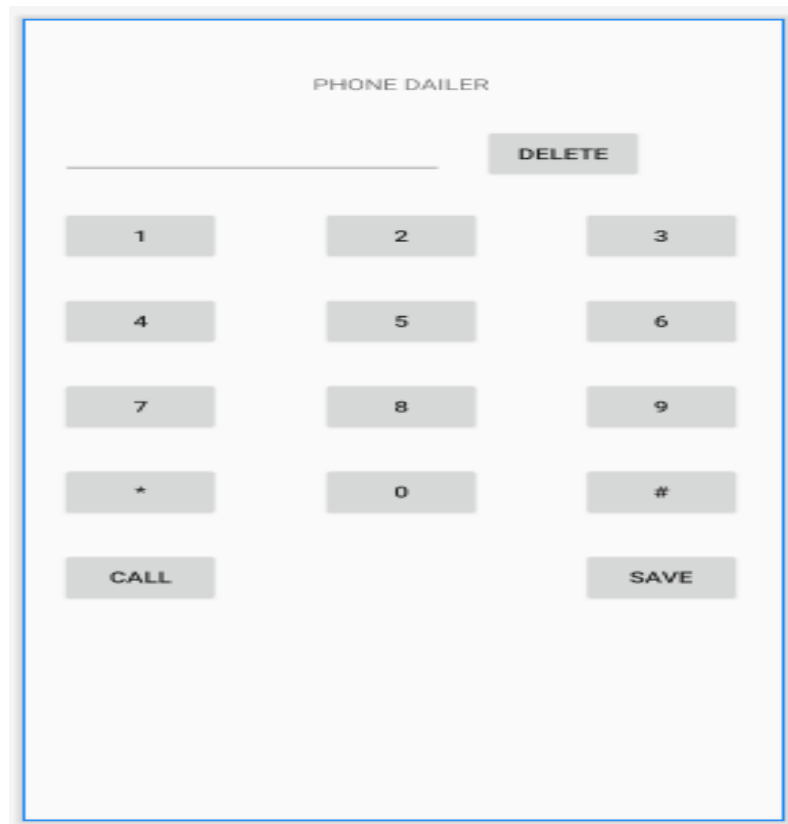 PHONE DAILER
DELETE
1 2 3
4 5 6
7 8 9
* 0 #
CALL SAVE